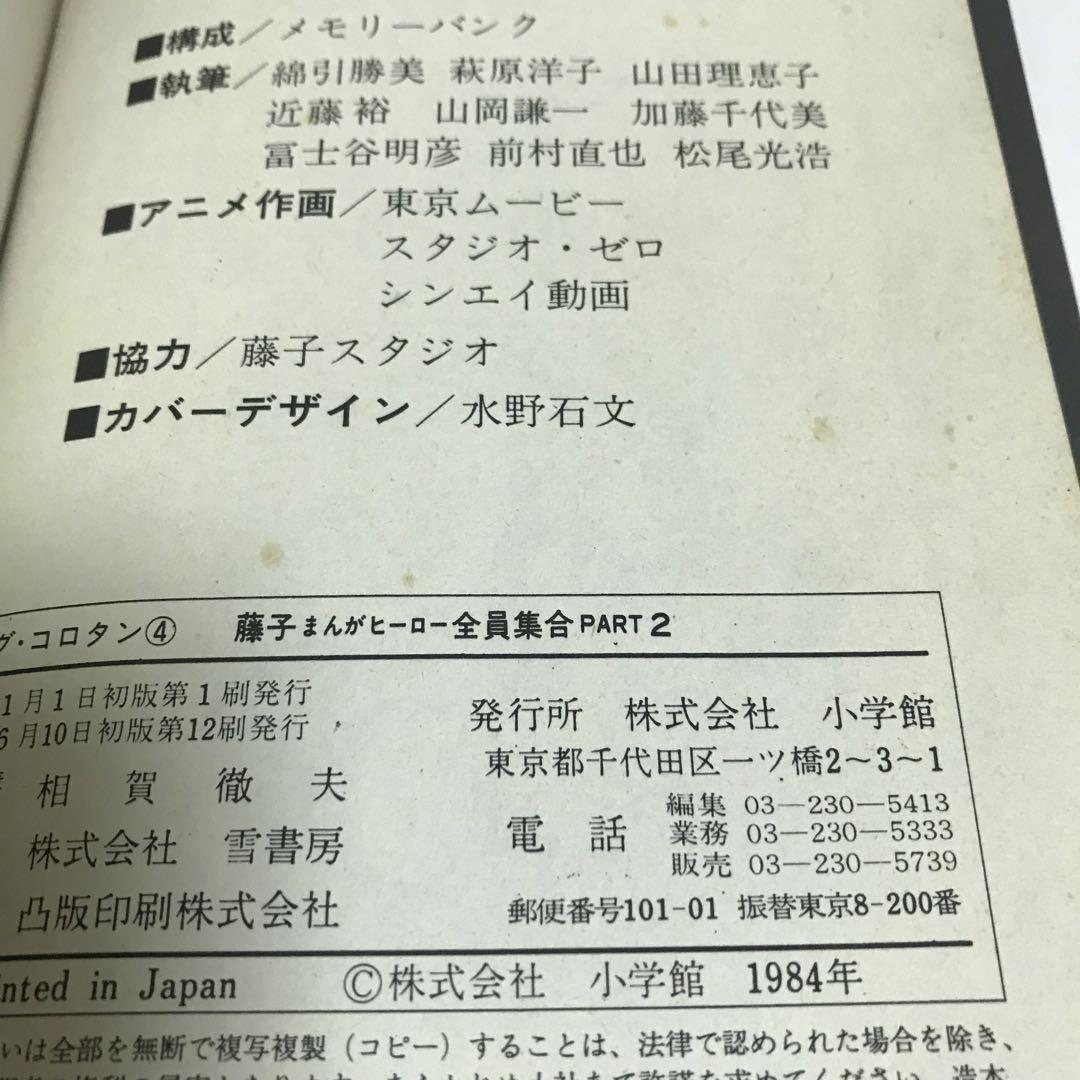 ■構成／メモリーバンク
■執筆／綿引勝美 萩原洋子 山田理恵子
近藤 裕 山岡謙一 加藤千代美
冨士谷明彦 前村直也 松尾光浩
■アニメ作画／東京ムービー
スタジオ・ゼロ
シンエイ動画
■協力／藤子スタジオ
■カバーデザイン／水野石文
グ・コロタン④ 藤子まんがヒーロー全員集合PART2
1月1日初版第1刷発行
6月10日初版第12刷発行
相賀徹夫
株式会社 雪書房
凸版印刷株式会社
発行所 株式会社 小学館
東京都千代田区一ツ橋2〜3〜1
電話
編集 03—230—5413
業務 03—230—5333
販売 03—230—5739
郵便番号101-01 振替東京8-200番
nted in Japan ©株式会社 小学館 1984年
いは全部を無断で複写複製（コピー）することは、法律で認められた場合を除き、